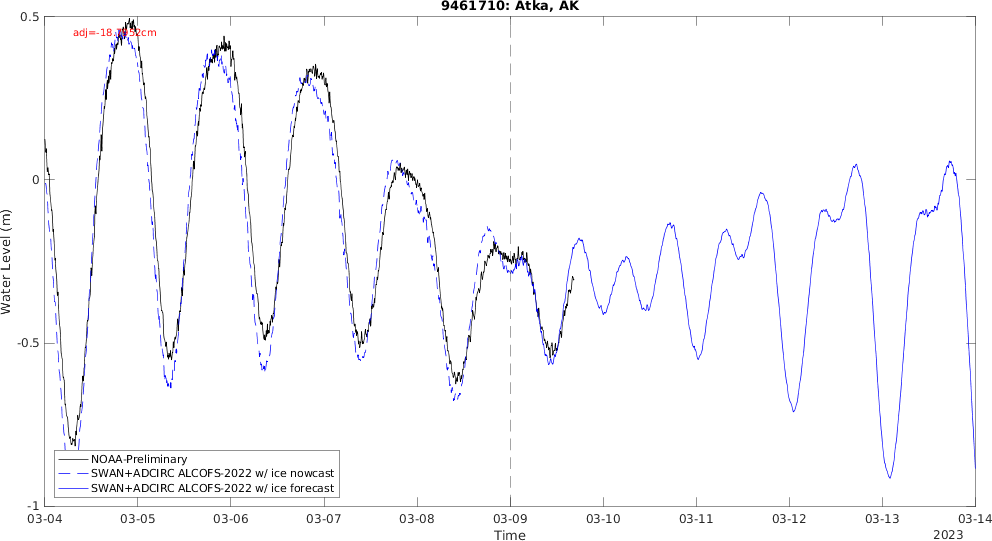 9461710: Atka, AK
0.5
0
-0.5
-1
Water Level (m)
NOAA-Preliminary
SWAN+ADCIRC ALCOFS-2022 w/ ice nowcast
SWAN+ADCIRC ALCOFS-2022 w/ ice forecast
03-04 03-05 03-06 03-07 03-08 03-09 03-10 03-11 03-12 03-13 03-14
Time
2023